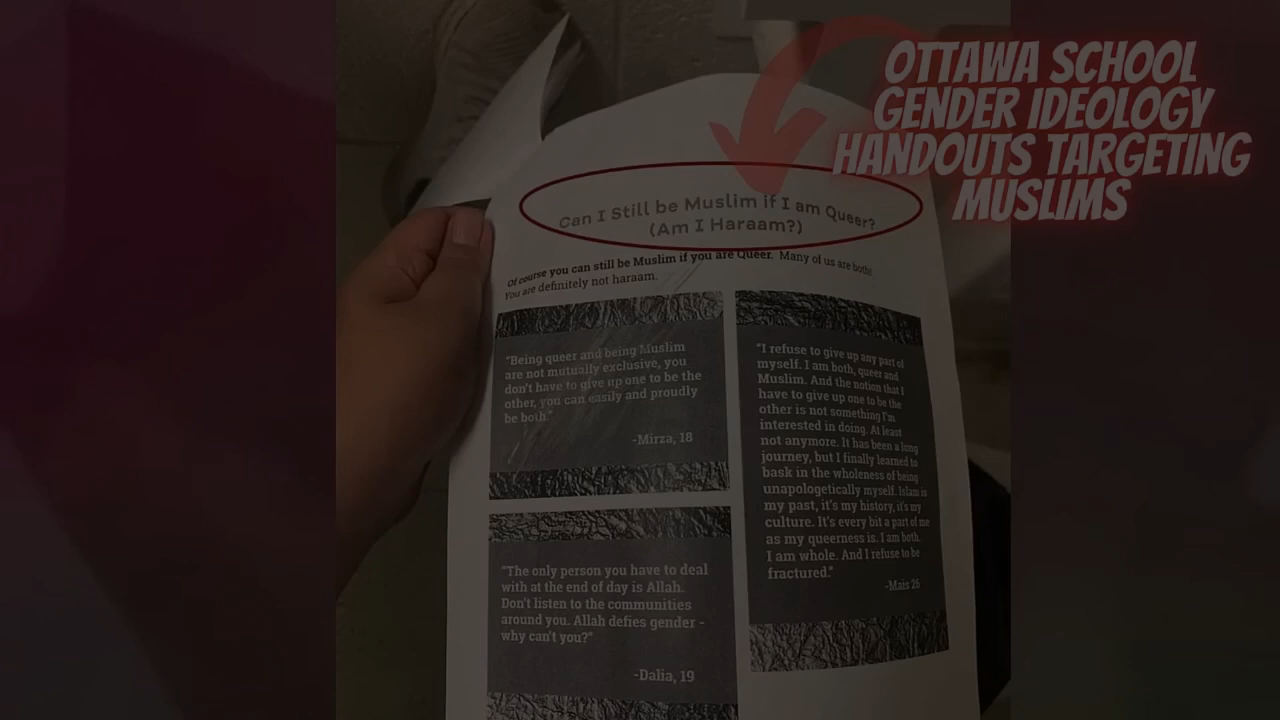 OTTAWA SCHOOL
GENDER IDEOLOGY
HANDOUTS TARGETING
MUSLIMS
Can I Still be Muslim if I am Queer?
(Am I Haraam?)
Of course you can still be Muslim if you are Queer. Many of us are both.
You are definitely not haraam.
"Being queer and being Muslim
are not mutually exclusive, you
don't have to give up one to be the
other, you can easily and proudly
be both."
-Mirza, 18
"The only person you have to deal
with at the end of day is Allah.
Don't listen to the communities
around you. Allah defies gender –
why can't you?"
-Dalia, 19
"I refuse to give up any part of
myself. I am both, queer and
Muslim. And the notion that I
have to give up one to be the
other is not something I'm
interested in doing. At least
not anymore. It has been a long
journey, but I finally learned to
bask in the wholeness of being
unapologetically myself. Islam is
my past, it's my history, it's my
culture. It's every bit a part of me
as my queerness is. I am both.
I am whole. And I refuse to be
fractured."
-Mais 25